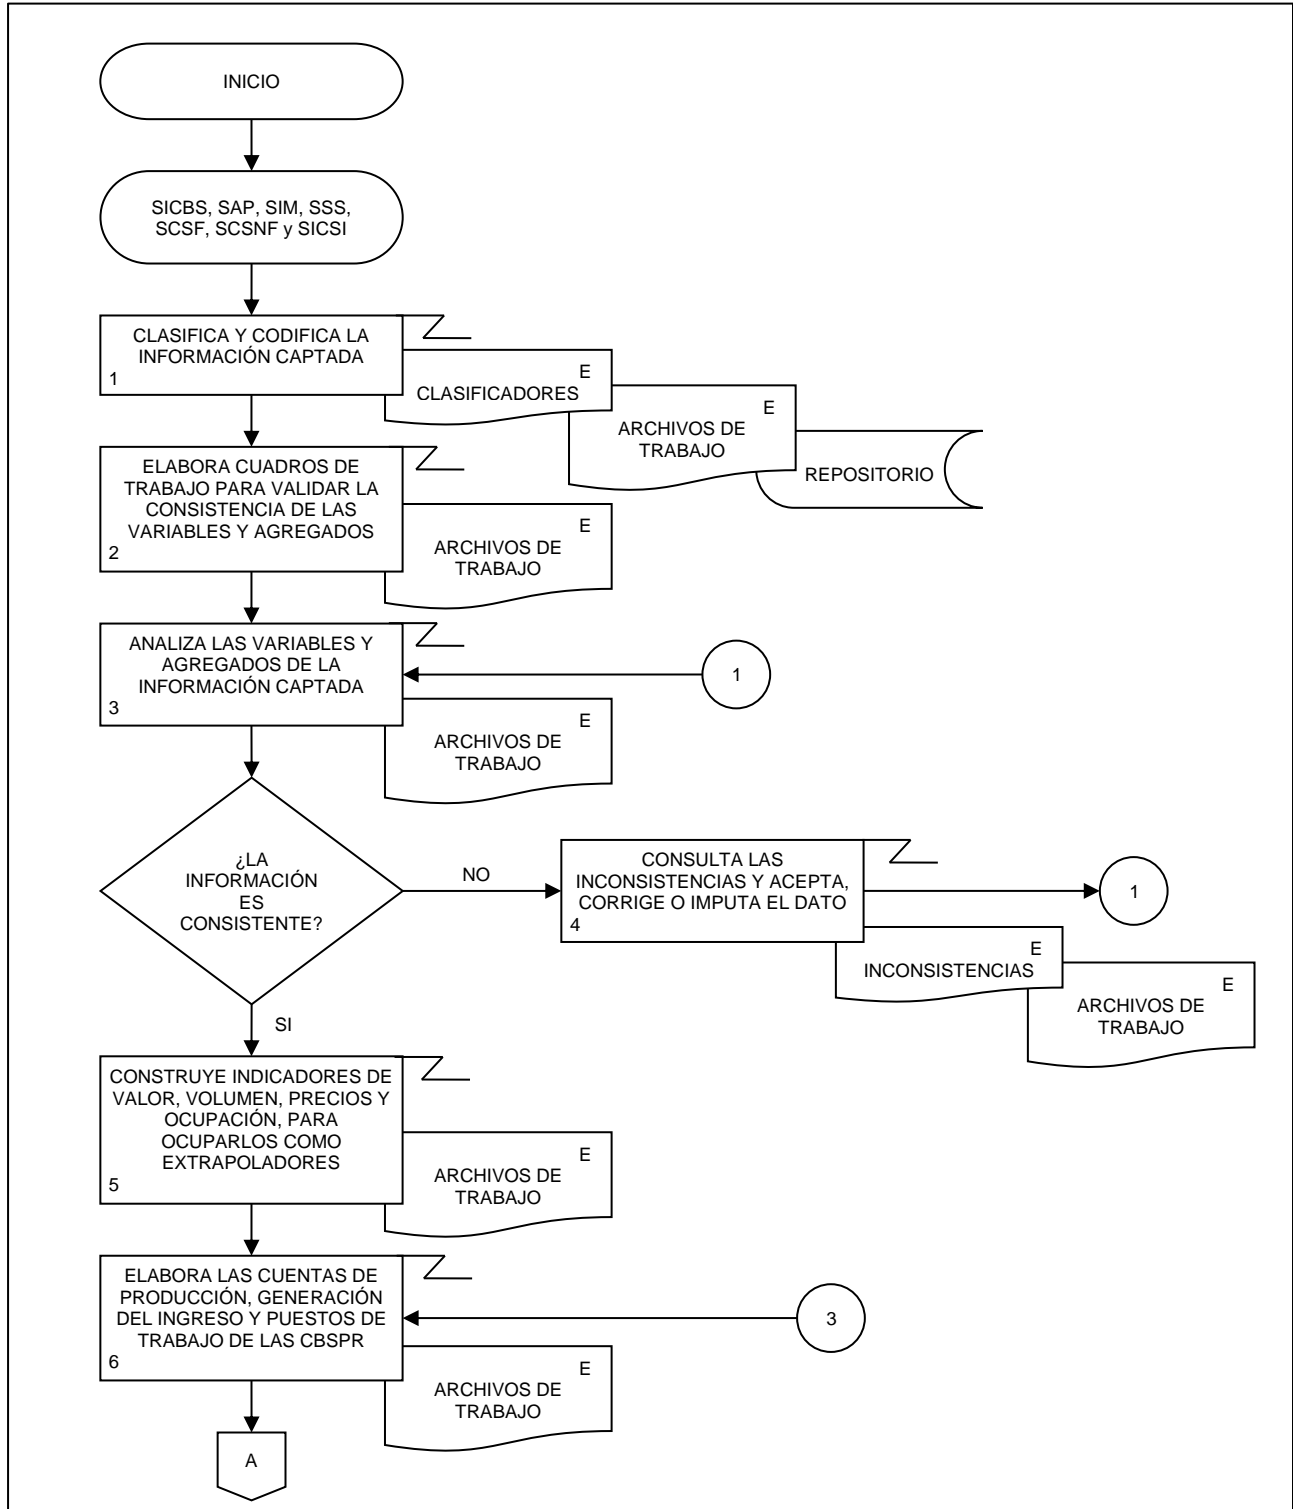 INICIO
SICBS, SAP, SIM, SSS,
SCSF, SCSNF y SICSI
CLASIFICA Y CODIFICA LA
INFORMACIÓN CAPTADA
1
E
CLASIFICADORES
E
ARCHIVOS DE
TRABAJO
REPOSITORIO
ELABORA CUADROS DE
TRABAJO PARA VALIDAR LA
CONSISTENCIA DE LAS
VARIABLES Y AGREGADOS
2
E
ARCHIVOS DE
TRABAJO
ANALIZA LAS VARIABLES Y
AGREGADOS DE LA
INFORMACIÓN CAPTADA
3
1
E
ARCHIVOS DE
TRABAJO
¿LA
INFORMACIÓN
ES
CONSISTENTE?
NO
CONSULTA LAS
INCONSISTENCIAS Y ACEPTA,
CORRIGE O IMPUTA EL DATO
4
1
E
INCONSISTENCIAS
E
ARCHIVOS DE
TRABAJO
SI
CONSTRUYE INDICADORES DE
VALOR, VOLUMEN, PRECIOS Y
OCUPACIÓN, PARA
OCUPARLOS COMO
EXTRAPOLADORES
5
E
ARCHIVOS DE
TRABAJO
ELABORA LAS CUENTAS DE
PRODUCCIÓN, GENERACIÓN
DEL INGRESO Y PUESTOS DE
TRABAJO DE LAS CBSPR
6
3
E
ARCHIVOS DE
TRABAJO
A